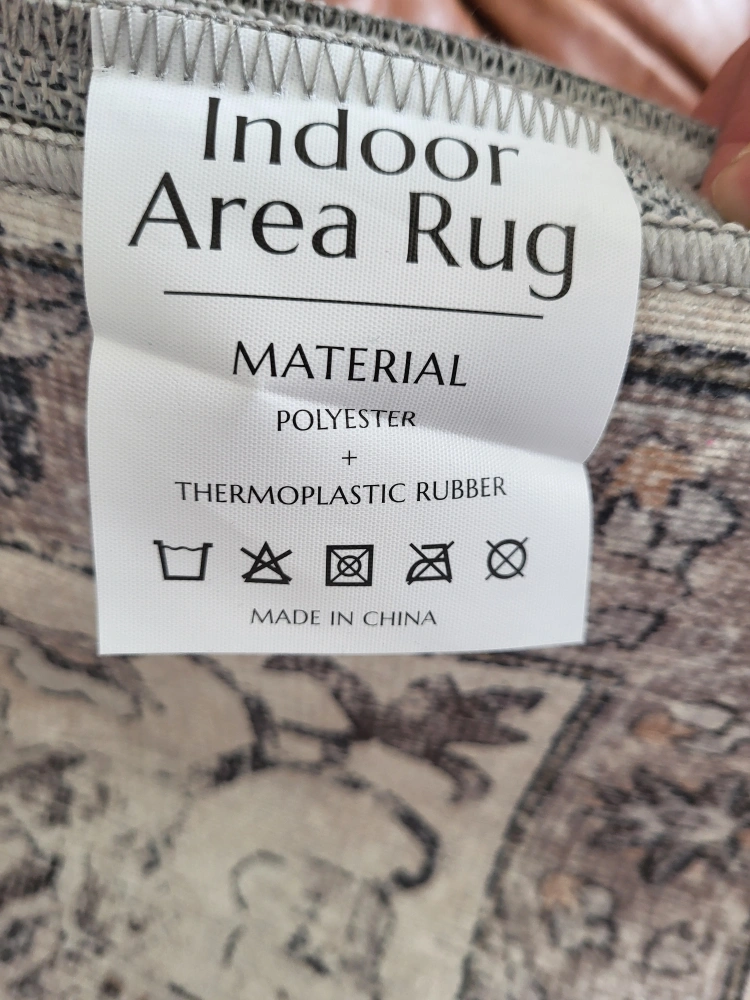 Indoor
Area Rug
MATERIAL
POLYESTER
+
THERMOPLASTIC RUBBER
MADE IN CHINA